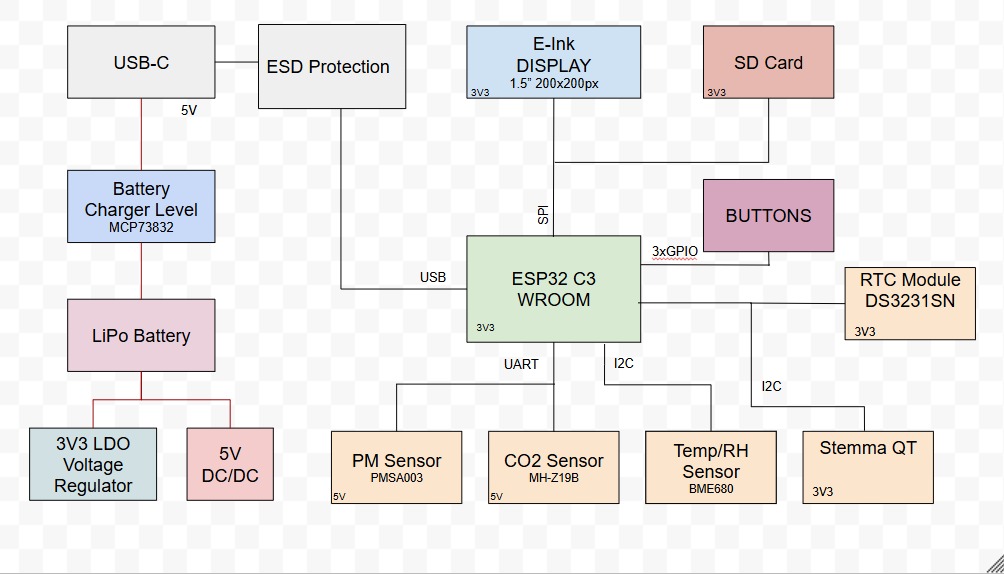 USB-C
5V
ESD Protection
E-Ink
DISPLAY
1.5” 200x200px
3V3
SD Card
3V3
Battery
Charger Level
MCP73832
SPI
BUTTONS
3xGPIO
USB
ESP32 C3
WROOM
3V3
RTC Module
DS3231SN
3V3
LiPo Battery
UART
I2C
I2C
3V3 LDO
Voltage
Regulator
5V
DC/DC
PM Sensor
PMSA003
5V
CO2 Sensor
MH-Z19B
5V
Temp/RH
Sensor
BME680
Stemma QT
3V3